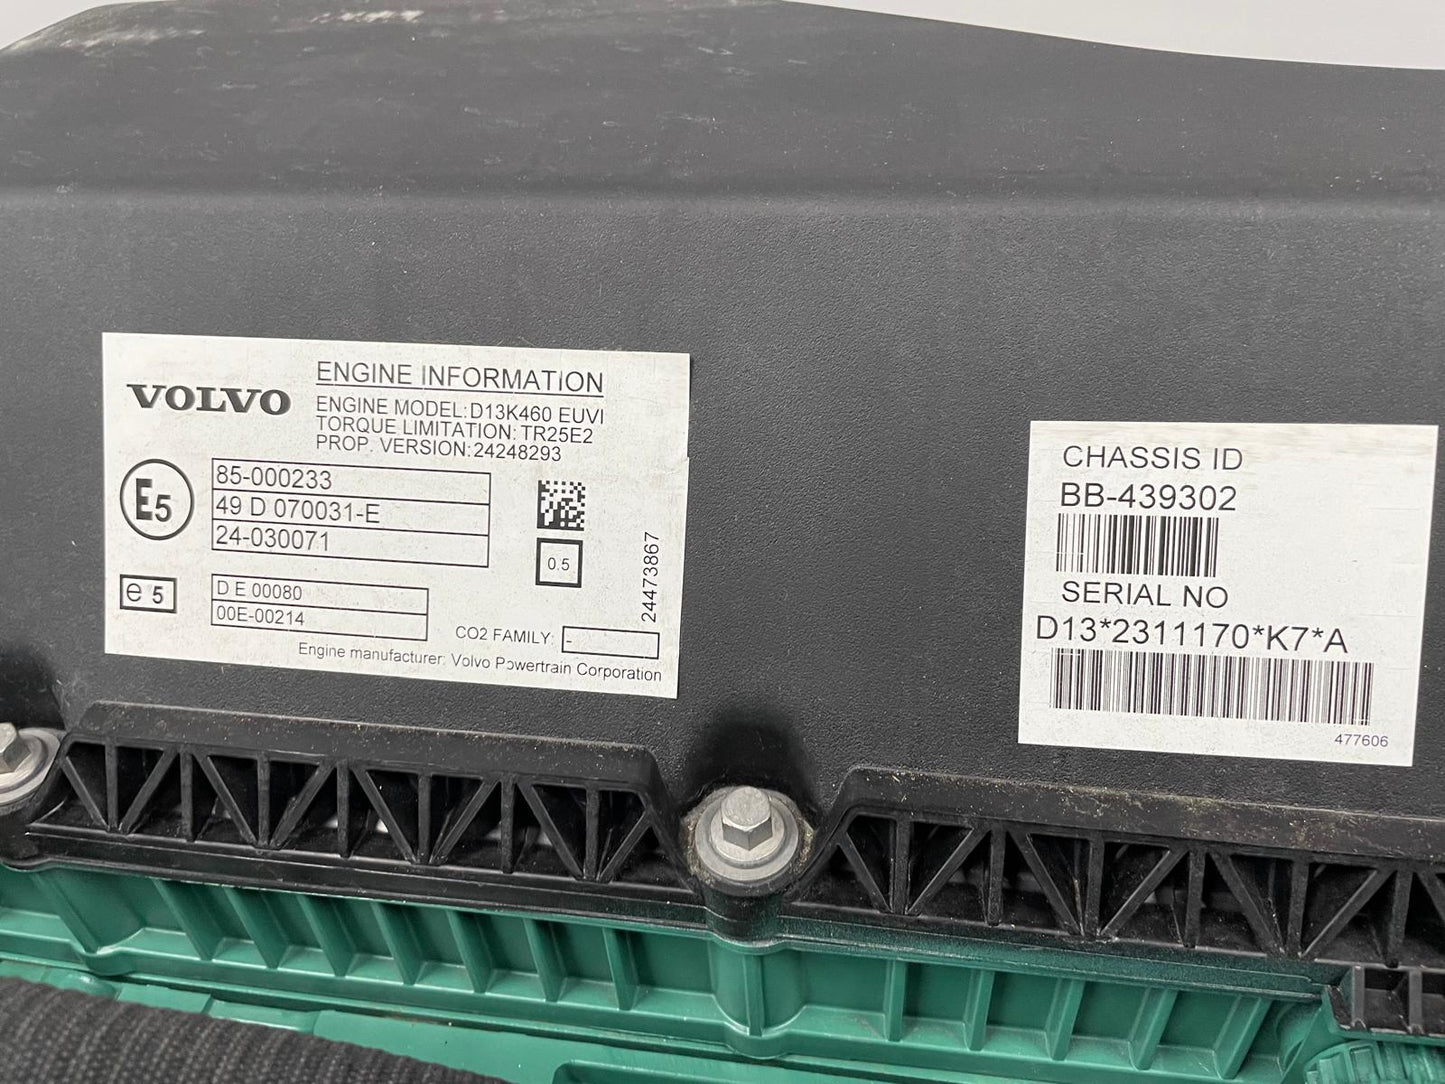 VOLVO
ENGINE INFORMATION
ENGINE MODEL:D13K460 EUVI
TORQUE LIMITATION: TR25E2
PROP. VERSION:24248293
E5
85-000233
49 D 070031-E
24-030071
0.5
24473867
e 5
D E 00080
00E-00214
CO2 FAMILY: -
Engine manufacturer: Volvo Powertrain Corporation
CHASSIS ID
BB-439302
SERIAL NO
D13*2311170*K7*A
477606